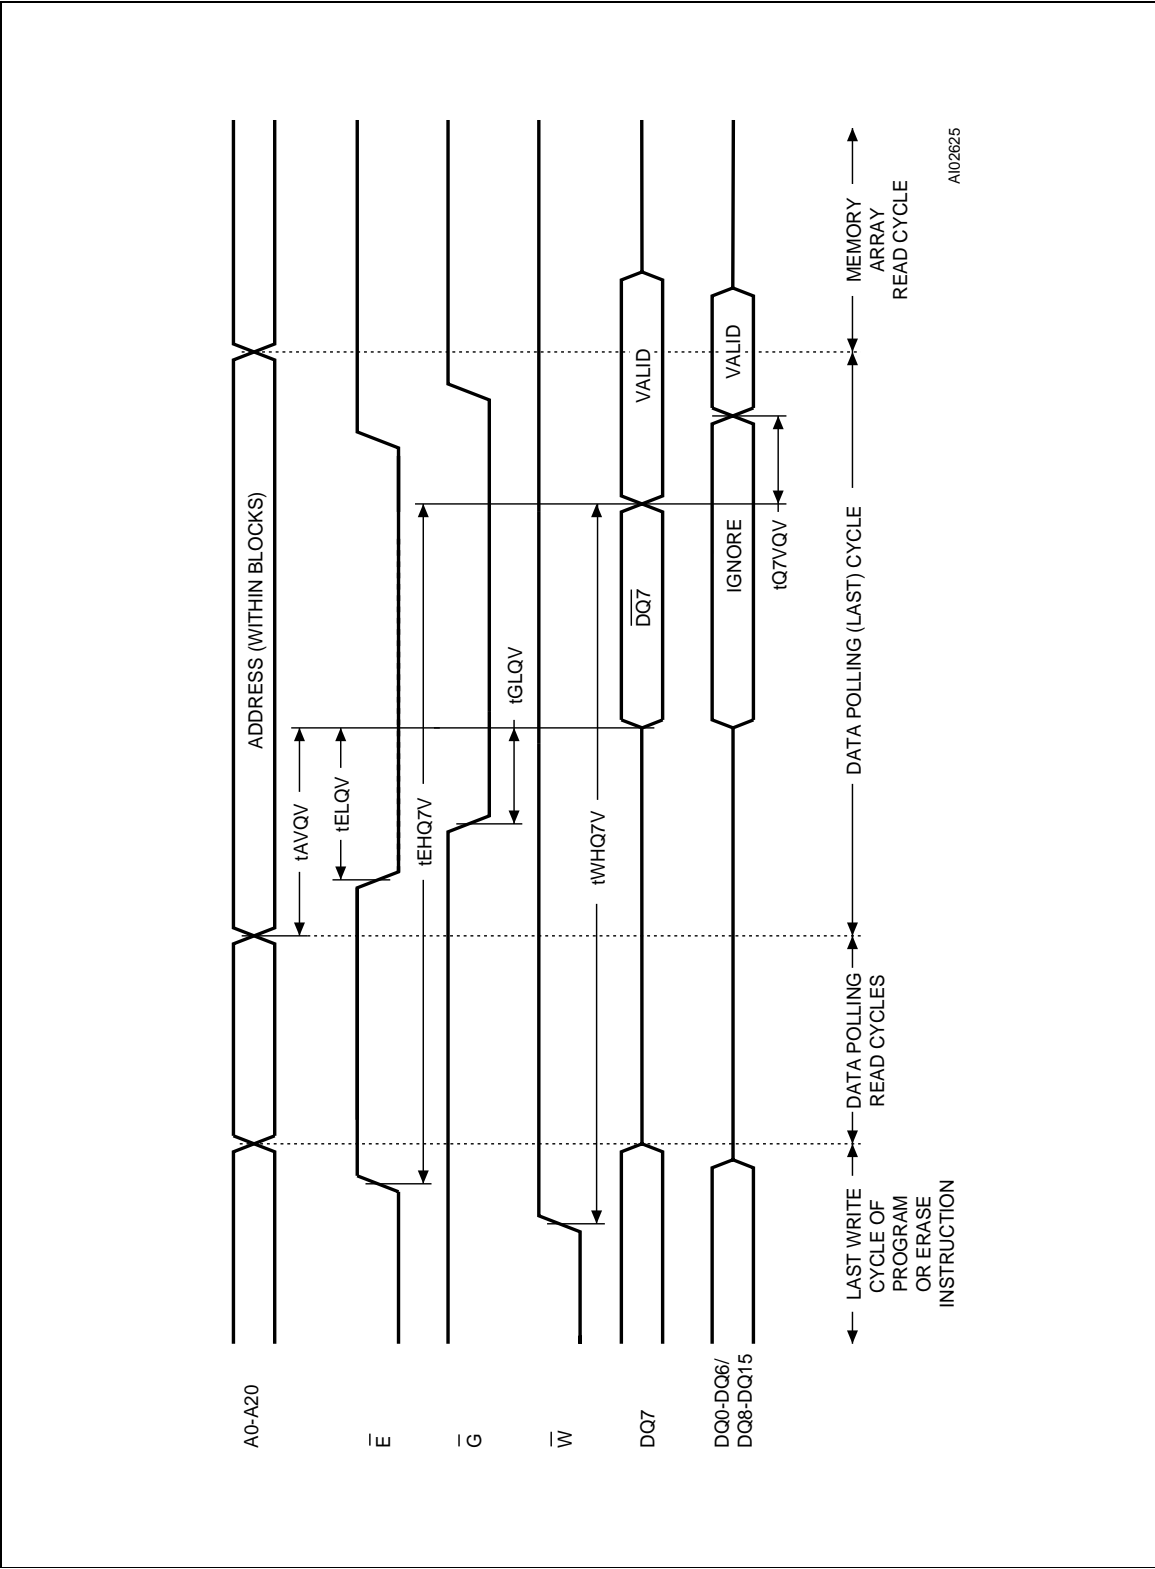 A0-A20
ADDRESS (WITHIN BLOCKS)
tAVQV
tELQV
E
tEHQ7V
G
tGLQV
W
tWHQ7V
DQ7
DQ7
VALID
DQ0-DQ6/
DQ8-DQ15
IGNORE
VALID
tQ7VQV
LAST WRITE
CYCLE OF
PROGRAM
OR ERASE
INSTRUCTION
DATA POLLING
READ CYCLES
DATA POLLING (LAST) CYCLE
MEMORY
ARRAY
READ CYCLE
AI02625